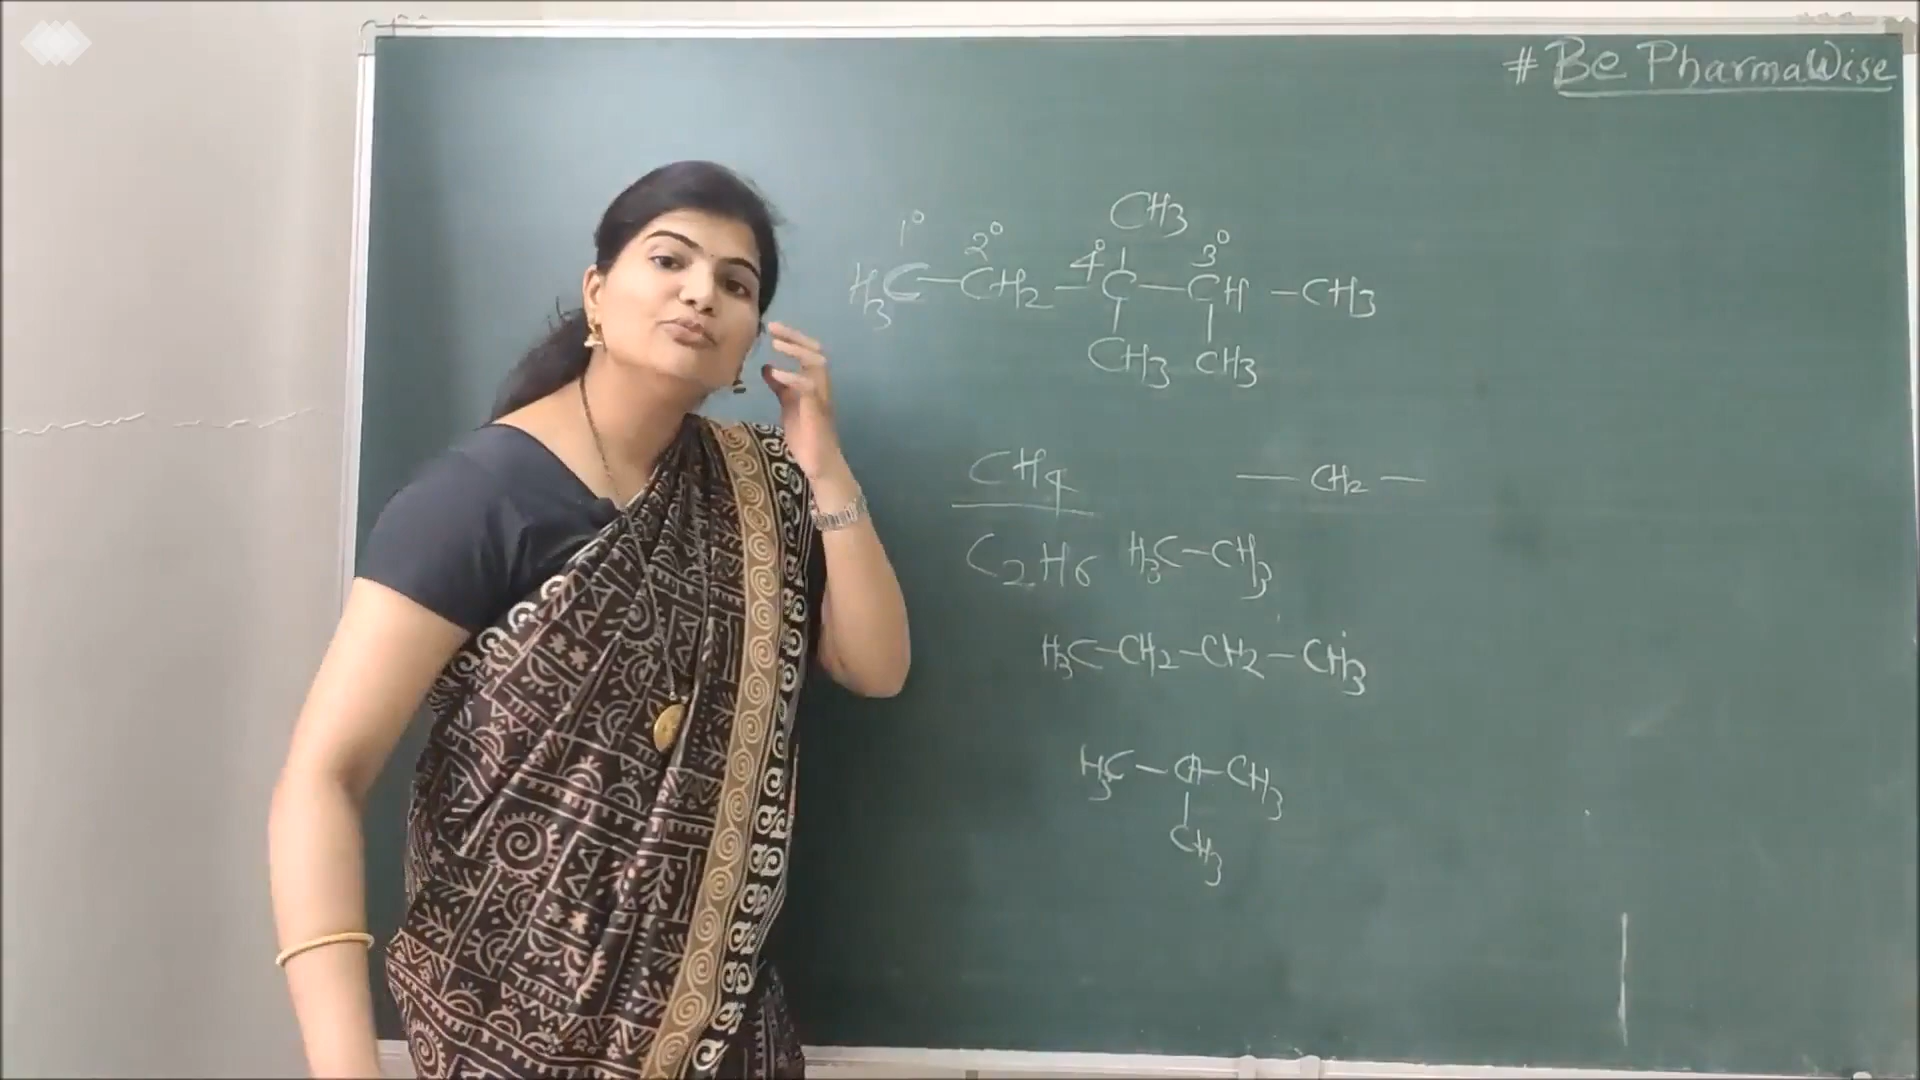 # Be PharmaWise
CH3
1° 2° 4° 3°
H3C—CH2—C—CH—CH3
CH3 CH3
CH4 —CH2—
C2H6 H3C—CH3
H3C—CH2—CH2—CH3
H3C—CH—CH3
CH3